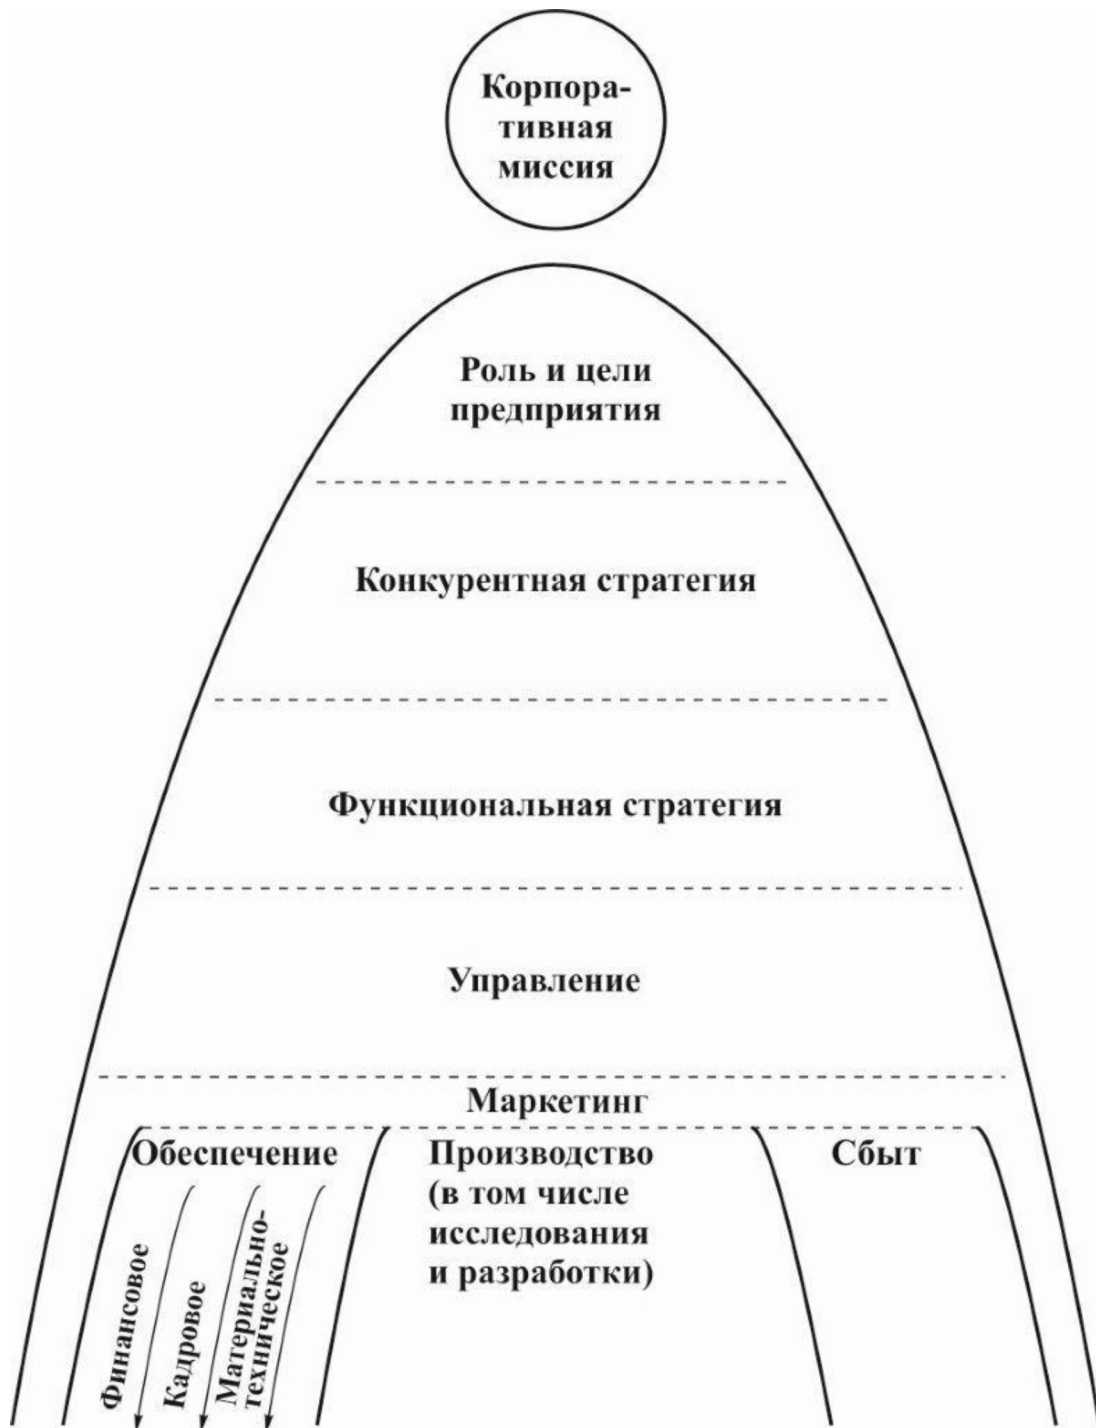 Корпора-
тивная
миссия
Роль и цели
предприятия
Конкурентная стратегия
Функциональная стратегия
Управление
Маркетинг
Обеспечение
Финансовое
Кадровое
Материально-
техническое
Производство
(в том числе
исследования
и разработки)
Сбыт